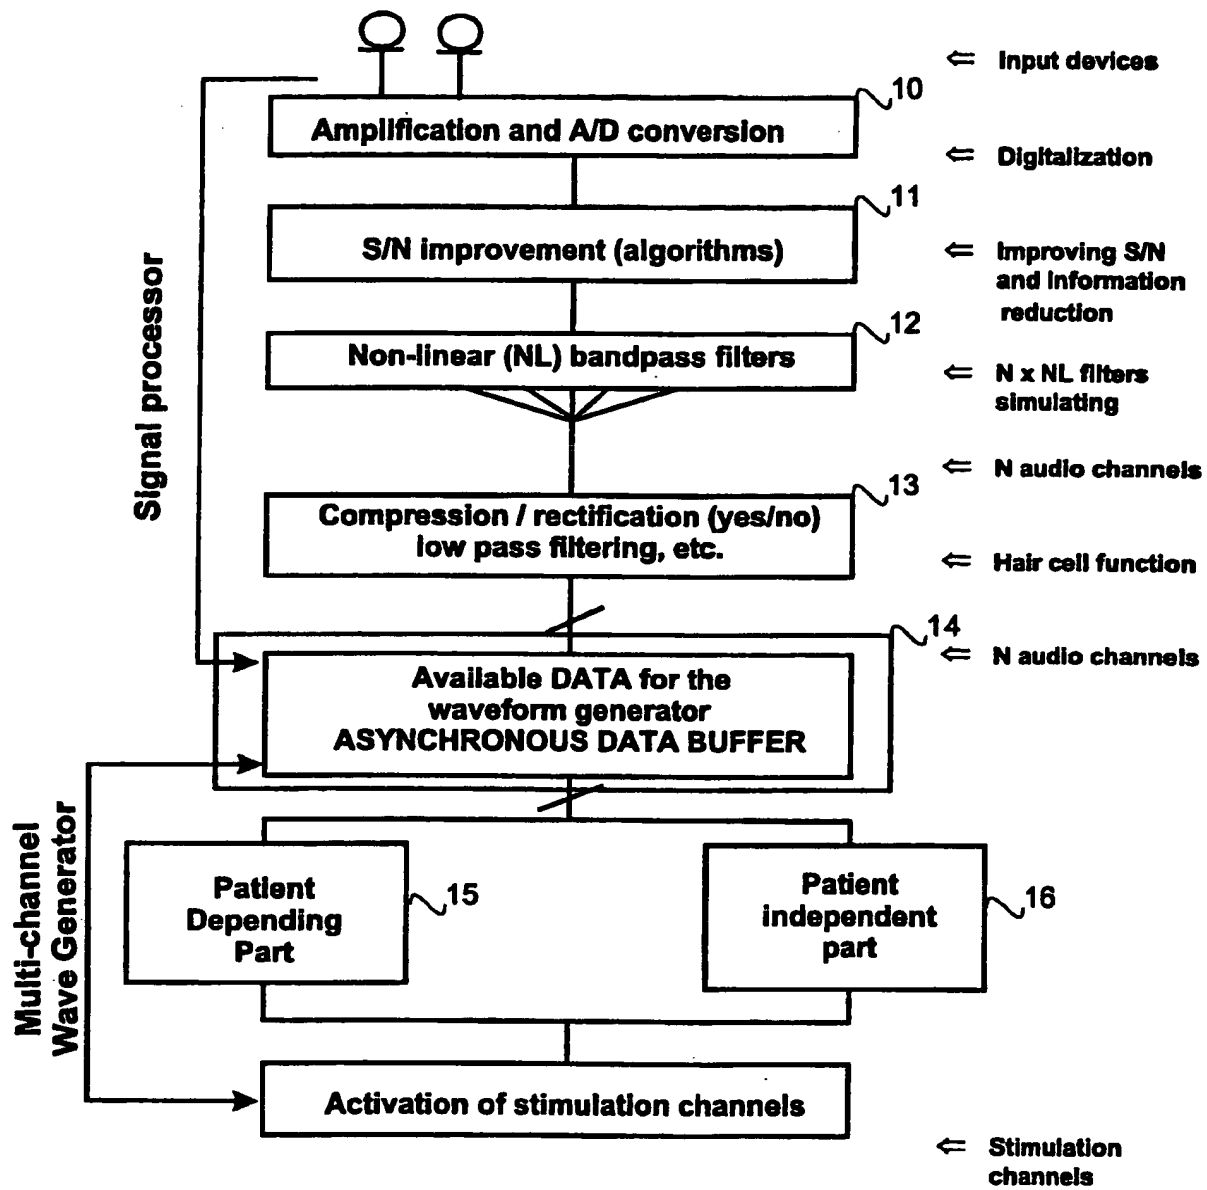 ⇐ Input devices
10
Amplification and A/D conversion
⇐ Digitalization
11
S/N improvement (algorithms)
⇐ Improving S/N
and information
reduction
12
Non-linear (NL) bandpass filters
⇐ N x NL filters
simulating
⇐ N audio channels
13
Compression / rectification (yes/no)
low pass filtering, etc.
⇐ Hair cell function
Signal processor
14
⇐ N audio channels
Available DATA for the
waveform generator
ASYNCHRONOUS DATA BUFFER
Multi-channel
Wave Generator
Patient
Depending
Part
15
Patient
independent
part
16
Activation of stimulation channels
⇐ Stimulation
channels